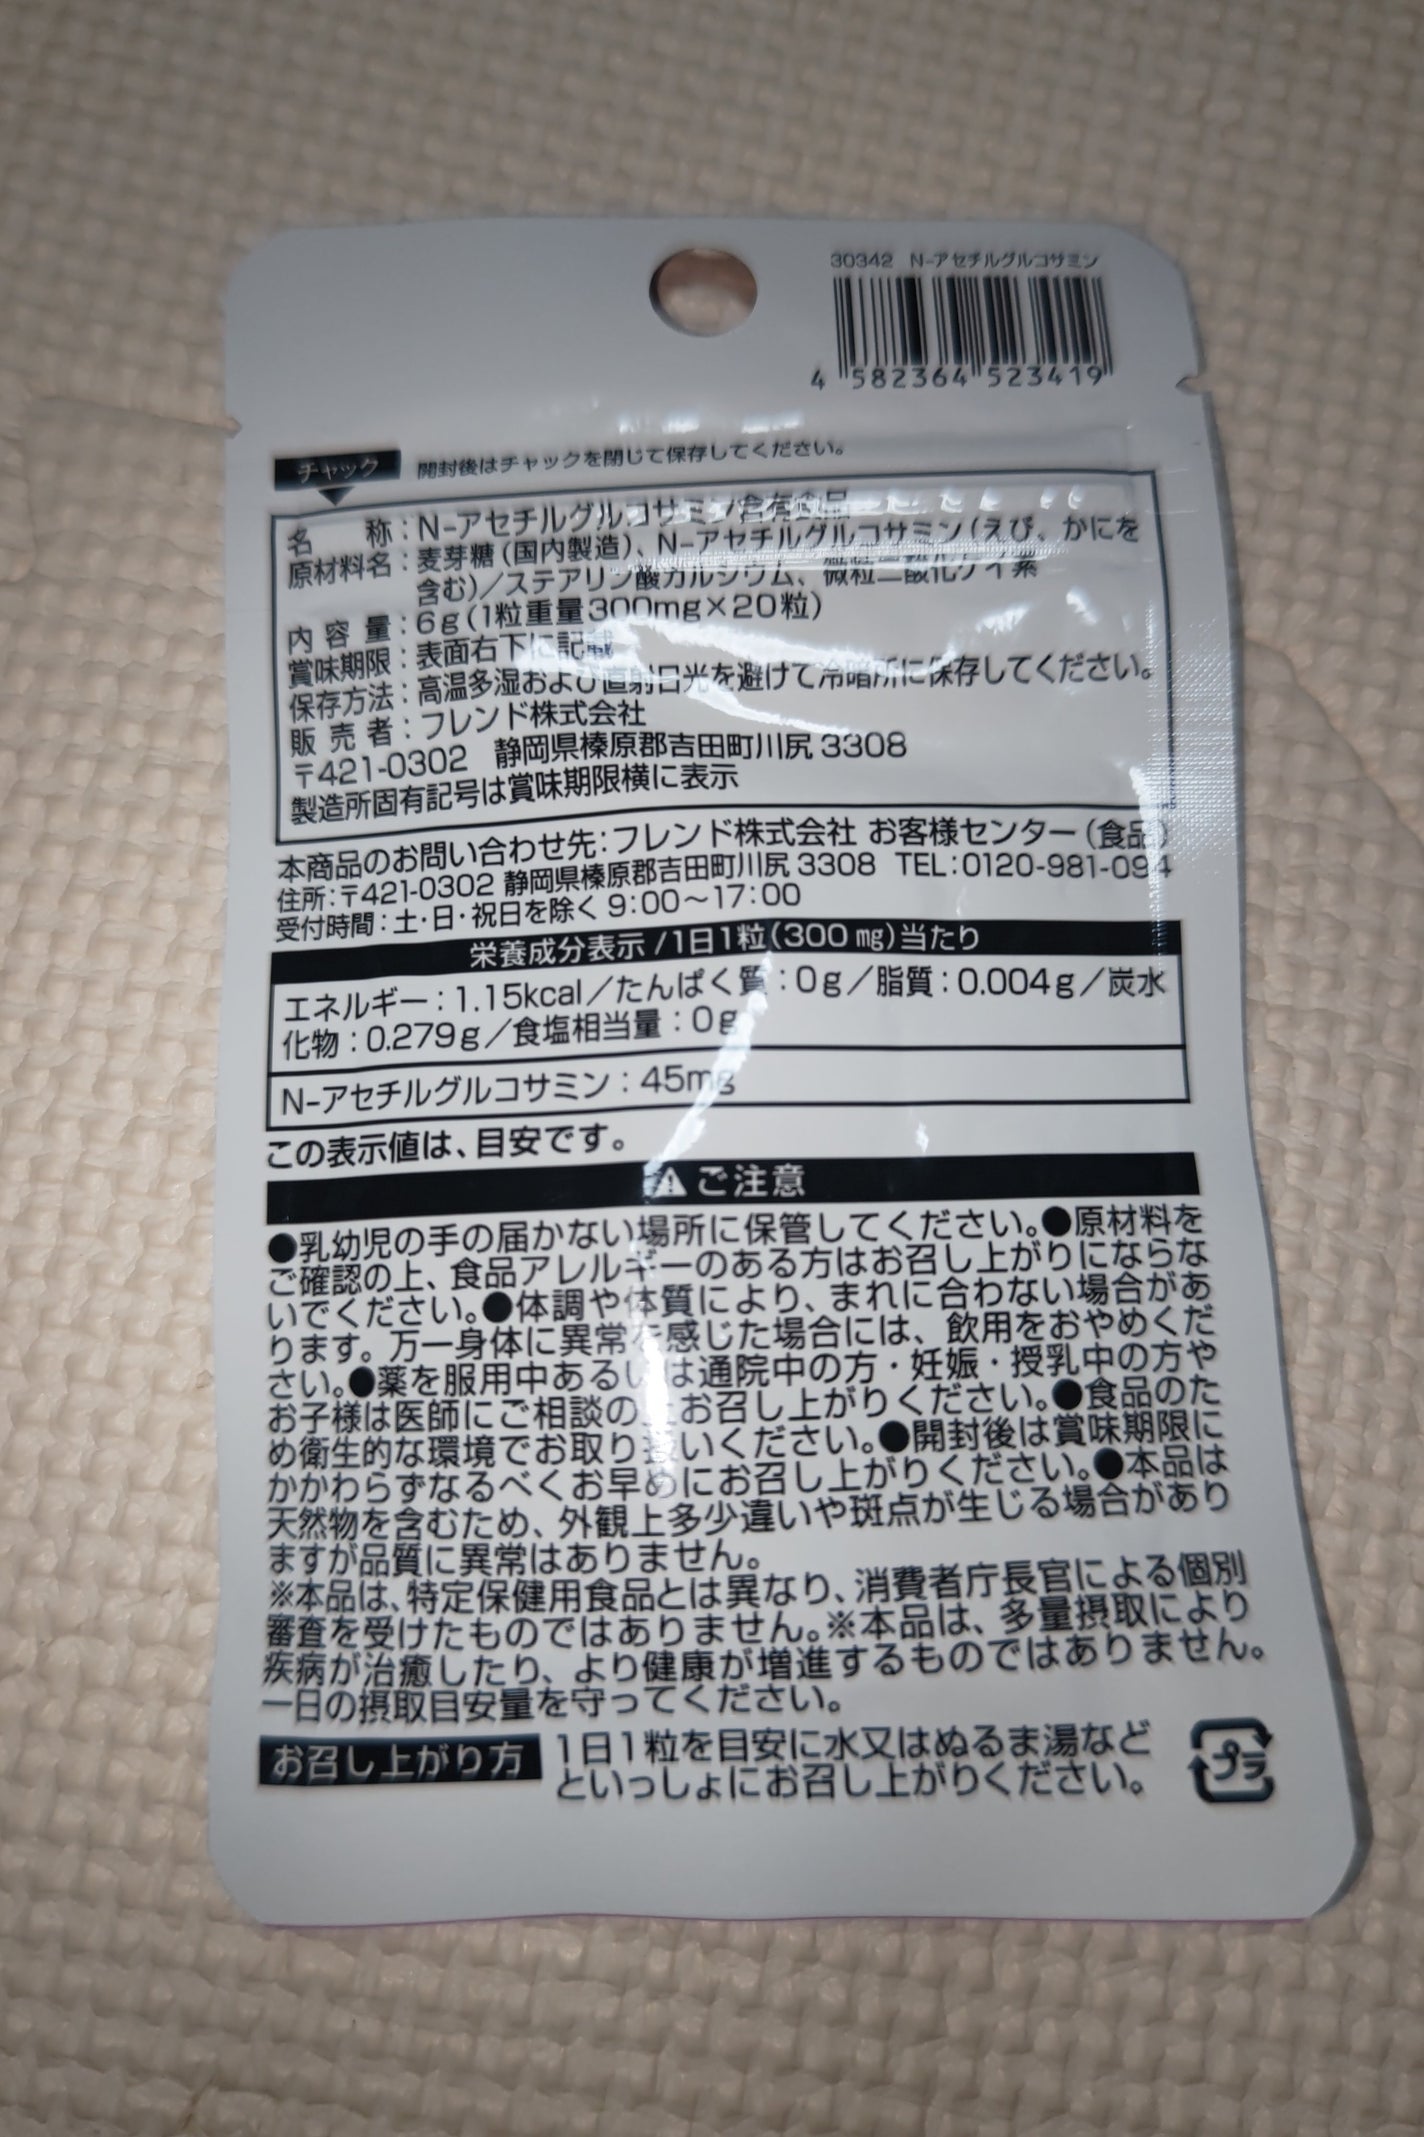 30342 N-アセチルグルコサミン
4 582364 523419
チャック 開封後はチャックを閉じて保存してください。
名 称:N-アセチルグルコサミン含有食品
原材料名:麦芽糖(国内製造)、N-アセチルグルコサミン(えび、かにを
含む)/ステアリン酸カルシウム、微粒二酸化ケイ素
内容量:6g(1粒重量300mg×20粒)
賞味期限:表面右下に記載
保存方法:高温多湿および直射日光を避けて冷暗所に保存してください。
販売者:フレンド株式会社
〒421-0302 静岡県榛原郡吉田町川尻3308
製造所固有記号は賞味期限横に表示
本商品のお問い合わせ先:フレンド株式会社 お客様センター(食品)
住所:〒421-0302 静岡県榛原郡吉田町川尻3308 TEL:0120-981-094
受付時間:土・日・祝日を除く9:00～17:00
栄養成分表示/1日1粒(300㎎)当たり
エネルギー:1.15kcal/たんぱく質:0g/脂質:0.004g/炭水
化物:0.279g/食塩相当量:0g
N-アセチルグルコサミン:45mg
この表示値は、目安です。
⚠ご注意
●乳幼児の手の届かない場所に保管してください。●原材料を
ご確認の上、食品アレルギーのある方はお召し上がりにならな
いでください。●体調や体質により、まれに合わない場合があ
ります。万一身体に異常を感じた場合には、飲用をおやめくだ
さい。●薬を服用中あるいは通院中の方・妊娠・授乳中の方や
お子様は医師にご相談の上お召し上がりください。●食品のた
め衛生的な環境でお取り扱いください。●開封後は賞味期限に
かかわらずなるべくお早めにお召し上がりください。●本品は
天然物を含むため、外観上多少違いや斑点が生じる場合があり
ますが品質に異常はありません。
※本品は、特定保健用食品とは異なり、消費者庁長官による個別
審査を受けたものではありません。※本品は、多量摂取により
疾病が治癒したり、より健康が増進するものではありません。
一日の摂取目安量を守ってください。
お召し上がり方 1日1粒を目安に水又はぬるま湯など
といっしょにお召し上がりください。
プラ